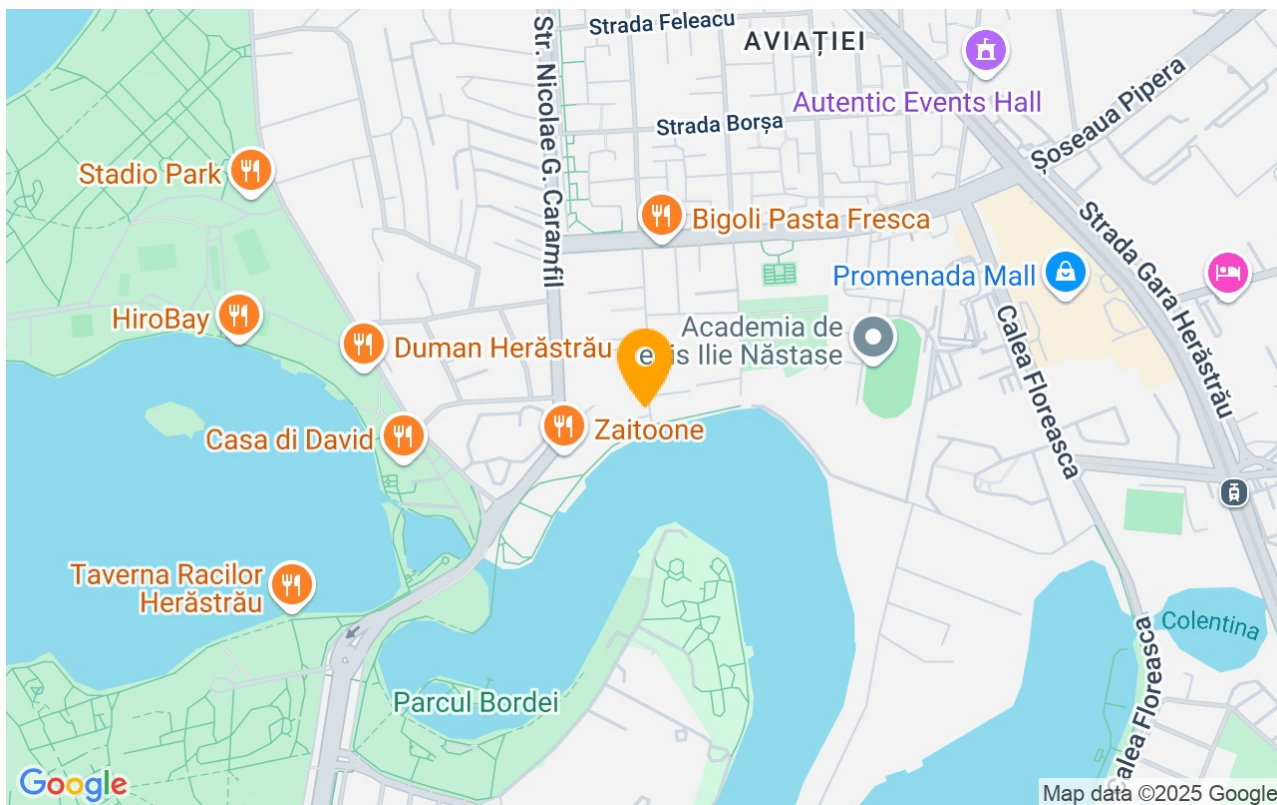 Strada Feleacu
AVIAȚIEI
Str. Nicolae G. Caramfil
Autentic Events Hall
Strada Borșa
Șoseaua Pipera
Stadio Park
Bigoli Pasta Fresca
Promenada Mall
Strada Gara Herăstrău
HiroBay
Duman Herăstrău
Academia de
e is Ilie Năstase
Calea Floreasca
Casa di David
Zaitoone
Taverna Racilor
Herăstrău
Colentina
Parcul Bordei
Calea Floreasca
Google
Map data ©2025 Google